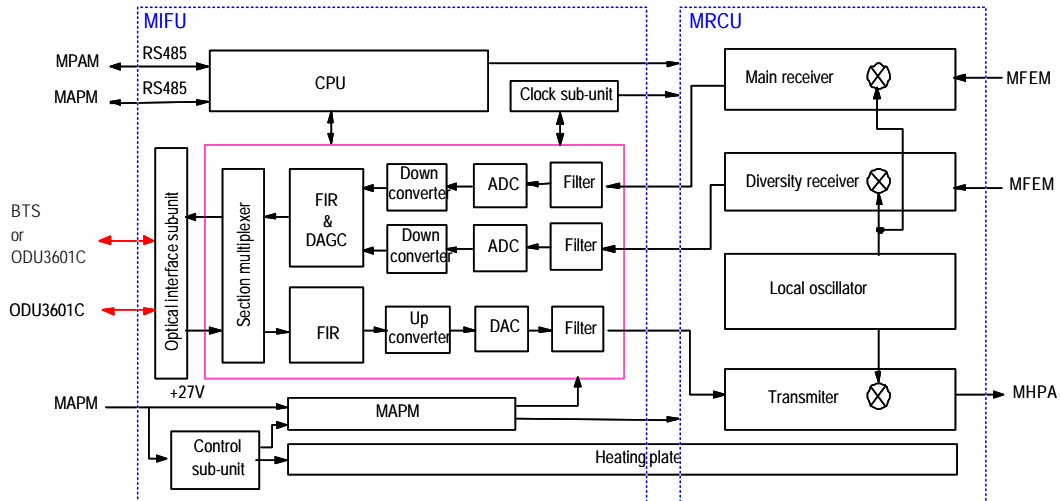 MIFU
MRCU
MPAM
RS485
CPU
Main receiver
MFEM
MAPM
RS485
Clock sub-unit
Optical interface subunit
Section multiplexer
FIR
&
DAGC
Down
converter
ADC
Filter
Diversity receiver
MFEM
BTS
or
ODU3601C
Down
converter
ADC
Filter
Local oscillator
ODU3601C
FIR
Up
converter
DAC
Filter
+27V
MAPM
MAPM
Transmiter
MHPA
Control
sub-unit
Heating plate